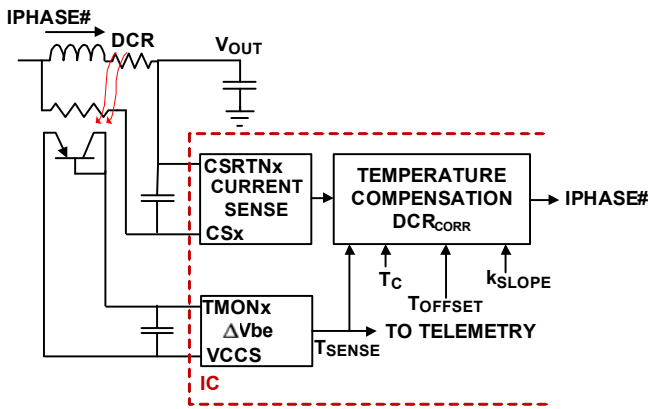 IPHASE#
DCR
VOUT
CSRTNx
CURRENT
SENSE
CSx
TEMPERATURE
COMPENSATION
DCRCORR
IPHASE#
TC
TOFFSET
kSLOPE
TMONx
ΔVbe
VCCS
TSENSE
TO TELEMETRY
IC